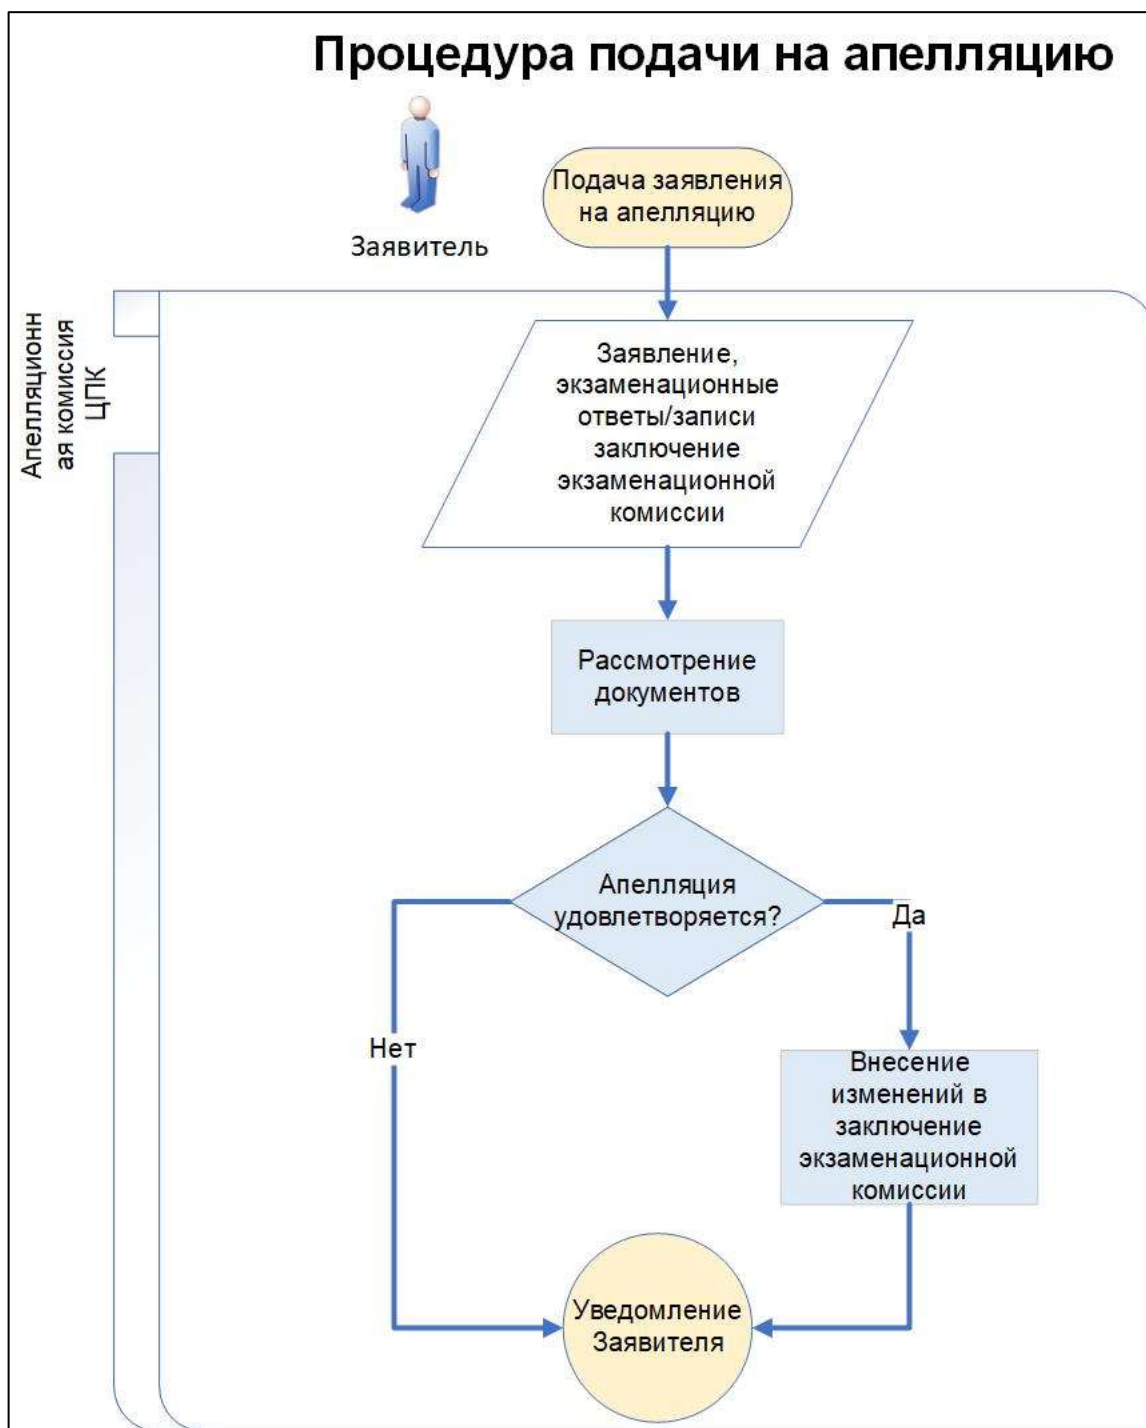 Процедура подачи на апелляцию
Подача заявления
на апелляцию
Заявитель
Апелляционн
ая комиссия
ЦПК
Заявление,
экзаменационные
ответы/записи
заключение
экзаменационной
комиссии
Рассмотрение
документов
Апелляция
удовлетворяется?
Да
Нет
Внесение
изменений в
заключение
экзаменационной
комиссии
Уведомление
Заявителя